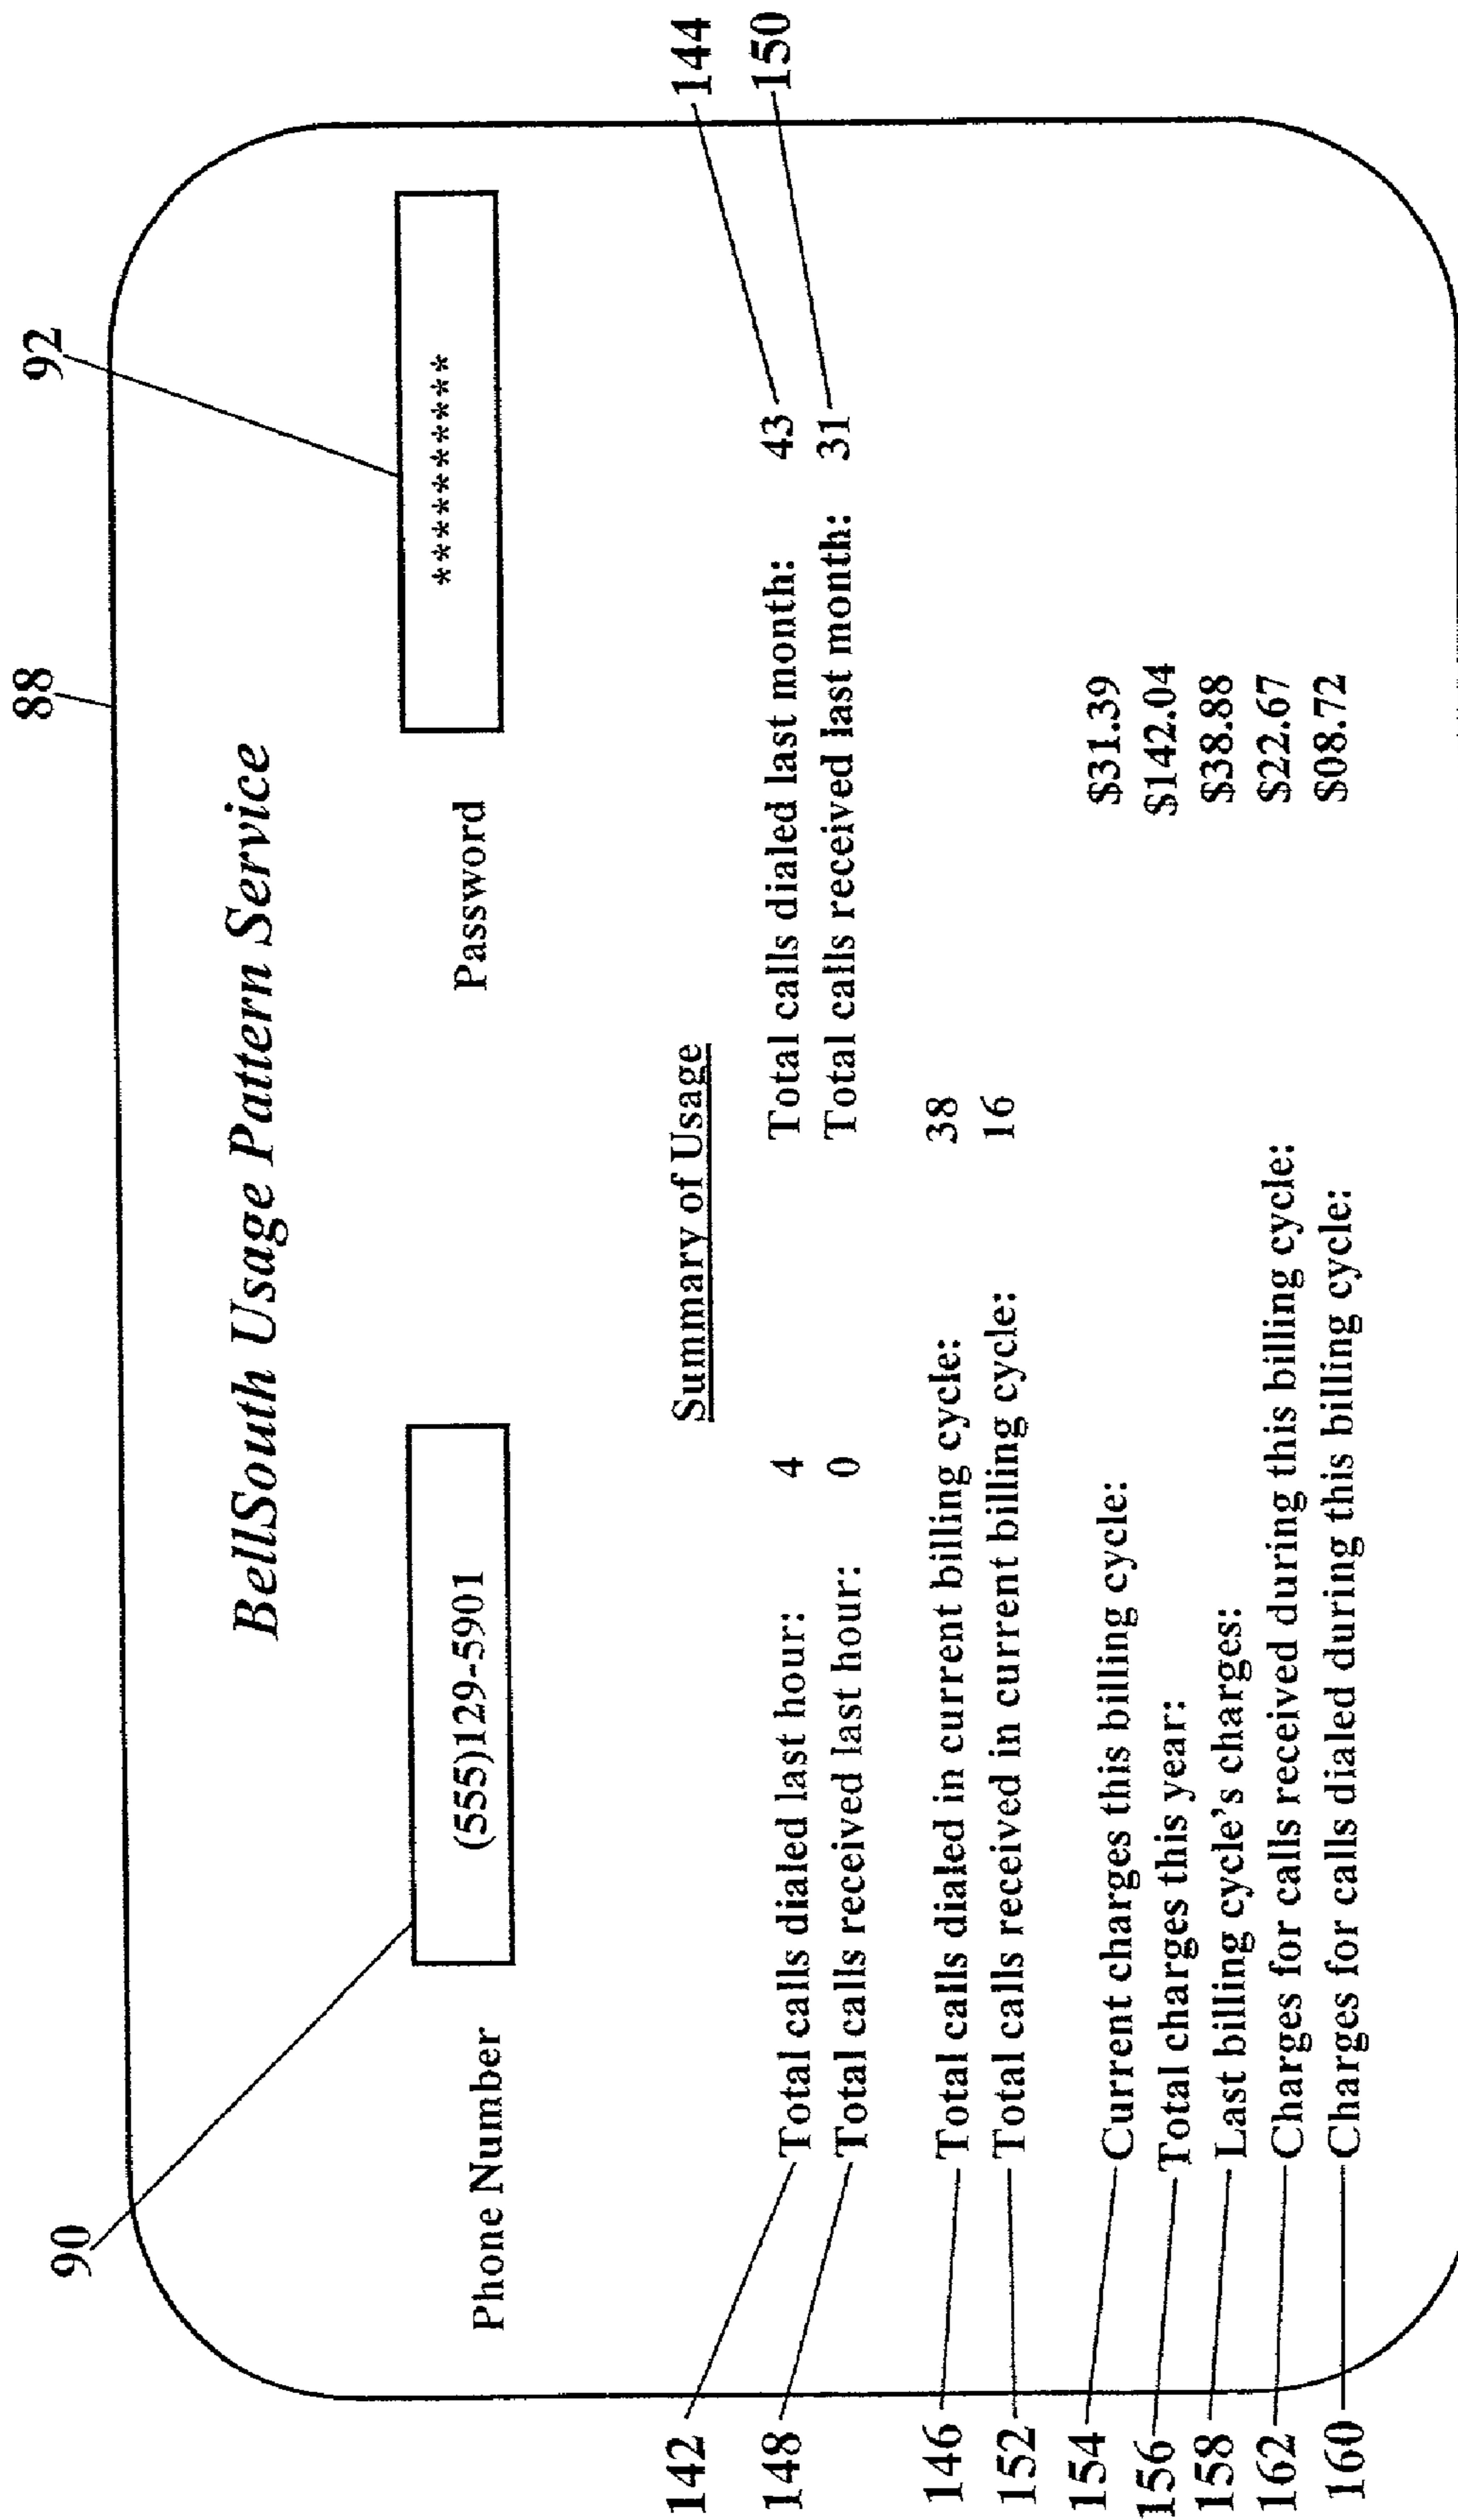 88
92
90
BellSouth Usage Pattern Service
Phone Number (555)129-5901 Password *********
Summary of Usage
142 Total calls dialed last hour: 4 Total calls dialed last month: 43 144
148 Total calls received last hour: 0 Total calls received last month: 31 150
146 Total calls dialed in current billing cycle: 38
152 Total calls received in current billing cycle: 16
154 Current charges this billing cycle: $31.39
156 Total charges this year: $142.04
158 Last billing cycle's charges: $38.88
162 Charges for calls received during this billing cycle: $22.67
160 Charges for calls dialed during this billing cycle: $08.72